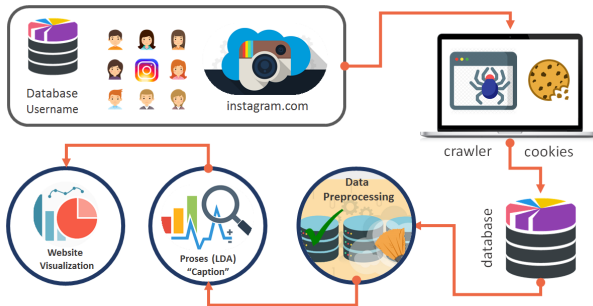 Database
Username
instagram.com
crawler
cookies
database
Data
Preprocessing
Proses (LDA)
"Caption"
Website
Visualization